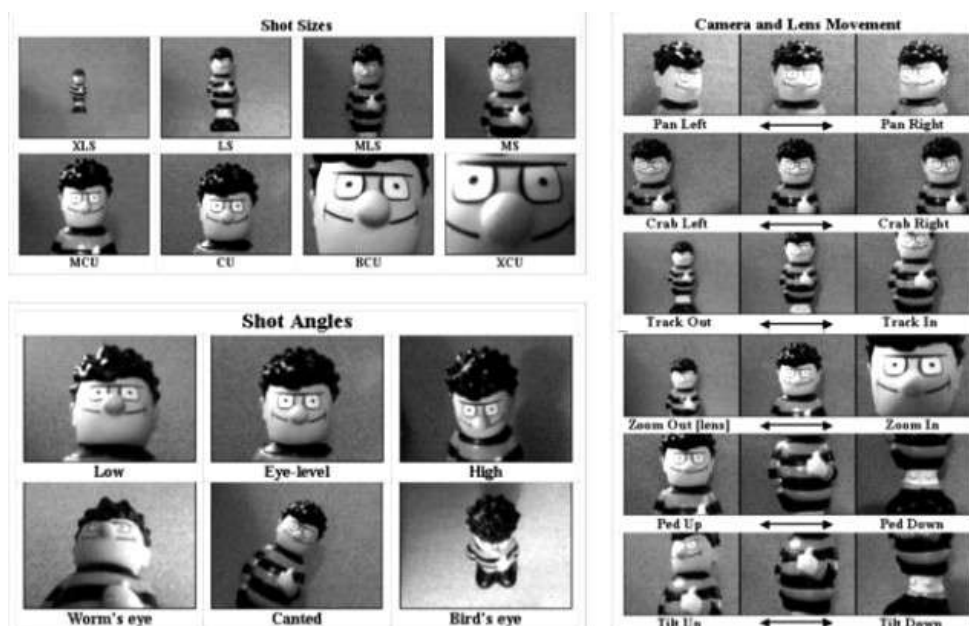 Shot Sizes
XLS LS MLS MS
MCU CU BCU XCU
Shot Angles
Low Eye-level High
Worm's eye Canted Bird's eye
Camera and Lens Movement
Pan Left Pan Right
Crab Left Crab Right
Track Out Track In
Zoom Out [lens] Zoom In
Ped Up Ped Down
Tilt Up Tilt Down